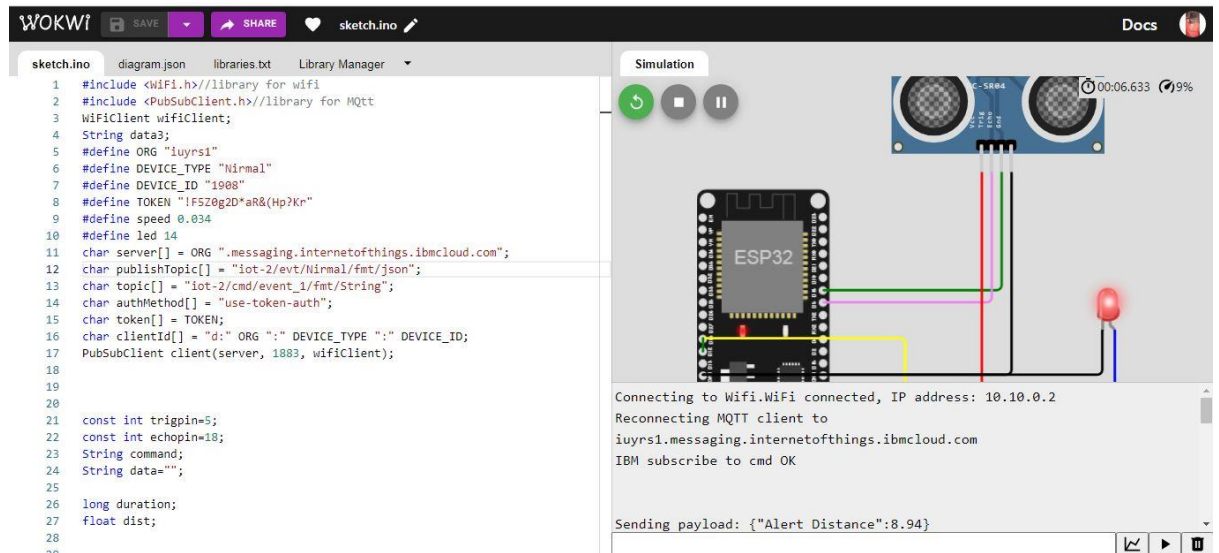 WOKWi SAVE SHARE sketch.ino Docs
sketch.ino diagram.json libraries.txt Library Manager
Simulation
1 #include <WiFi.h>//library for wifi
2 #include <PubSubClient.h>//library for MQtt
3 WiFiClient wifiClient;
4 String data3;
5 #define ORG "iuyrs1"
6 #define DEVICE_TYPE "Nirmal"
7 #define DEVICE_ID "1908"
8 #define TOKEN "!F5Z0g2D*aR&(Hp?Kr"
9 #define speed 0.034
10 #define led 14
11 char server[] = ORG ".messaging.internetofthings.ibmcloud.com";
12 char publishTopic[] = "iot-2/evt/Nirmal/fmt/json";
13 char topic[] = "iot-2/cmd/event_1/fmt/String";
14 char authMethod[] = "use-token-auth";
15 char token[] = TOKEN;
16 char clientId[] = "d:" ORG ":" DEVICE_TYPE ":" DEVICE_ID;
17 PubSubClient client(server, 1883, wifiClient);
18
19
20
21 const int trigpin=5;
22 const int echopin=18;
23 String command;
24 String data="";
25
26 long duration;
27 float dist;
28
C-SR04
00:06.633 9%
Vcc
Trig
Echo
Gnd
ESP32
Connecting to Wifi.WiFi connected, IP address: 10.10.0.2
Reconnecting MQTT client to
iuyrs1.messaging.internetofthings.ibmcloud.com
IBM subscribe to cmd OK
Sending payload: {"Alert Distance":8.94}